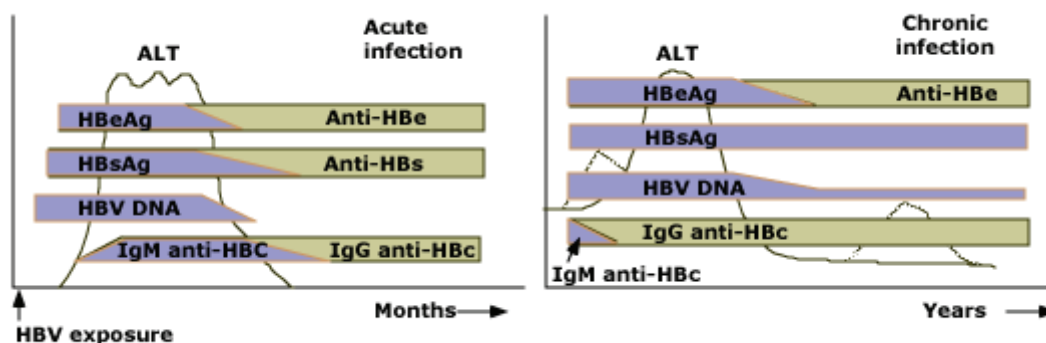 Acute
infection
ALT
HBeAg
Anti-HBe
HBsAg
Anti-HBs
HBV DNA
IgM anti-HBC
IgG anti-HBc
Months
HBV exposure
Chronic
infection
ALT
HBeAg
Anti-HBe
HBsAg
HBV DNA
IgG anti-HBc
IgM anti-HBc
Years